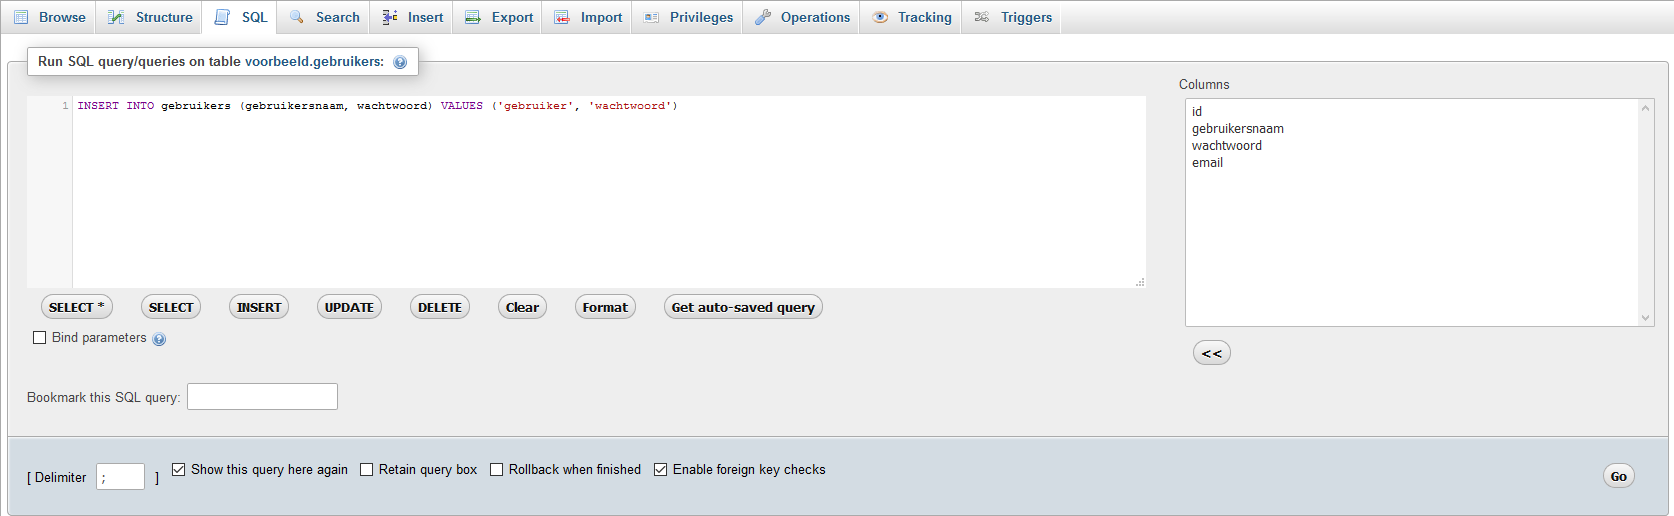 Browse Structure SQL Search Insert Export Import Privileges Operations Tracking Triggers
Run SQL query/queries on table voorbeeld.gebruikers:
1 INSERT INTO gebruikers (gebruikersnaam, wachtwoord) VALUES ('gebruiker', 'wachtwoord')
Columns
id
gebruikersnaam
wachtwoord
email
SELECT * SELECT INSERT UPDATE DELETE Clear Format Get auto-saved query
Bind parameters
<<
Bookmark this SQL query:
[ Delimiter ; ] Show this query here again Retain query box Rollback when finished Enable foreign key checks Go